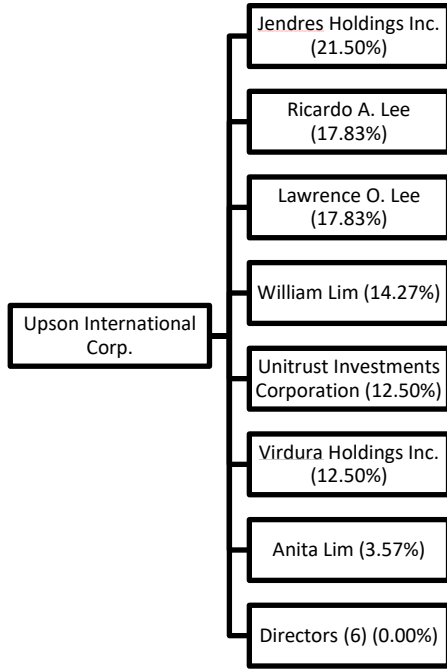 Jendres Holdings Inc.
(21.50%)
Ricardo A. Lee
(17.83%)
Lawrence O. Lee
(17.83%)
William Lim (14.27%)
Upson International
Corp.
Unitrust Investments
Corporation (12.50%)
Virdura Holdings Inc.
(12.50%)
Anita Lim (3.57%)
Directors (6) (0.00%)